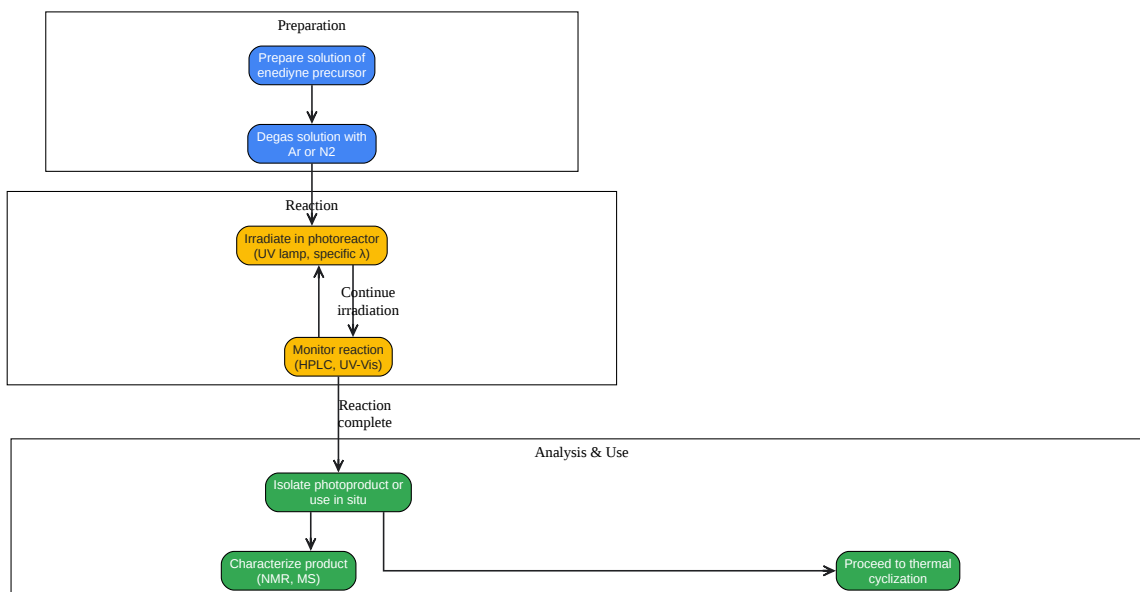 Preparation
Prepare solution of
enediyne precursor
Degas solution with
Ar or N2
Reaction
Irradiate in photoreactor
(UV lamp, specific λ)
Continue
irradiation
Monitor reaction
(HPLC, UV-Vis)
Reaction
complete
Analysis & Use
Isolate photoproduct or
use in situ
Characterize product
(NMR, MS)
Proceed to thermal
cyclization